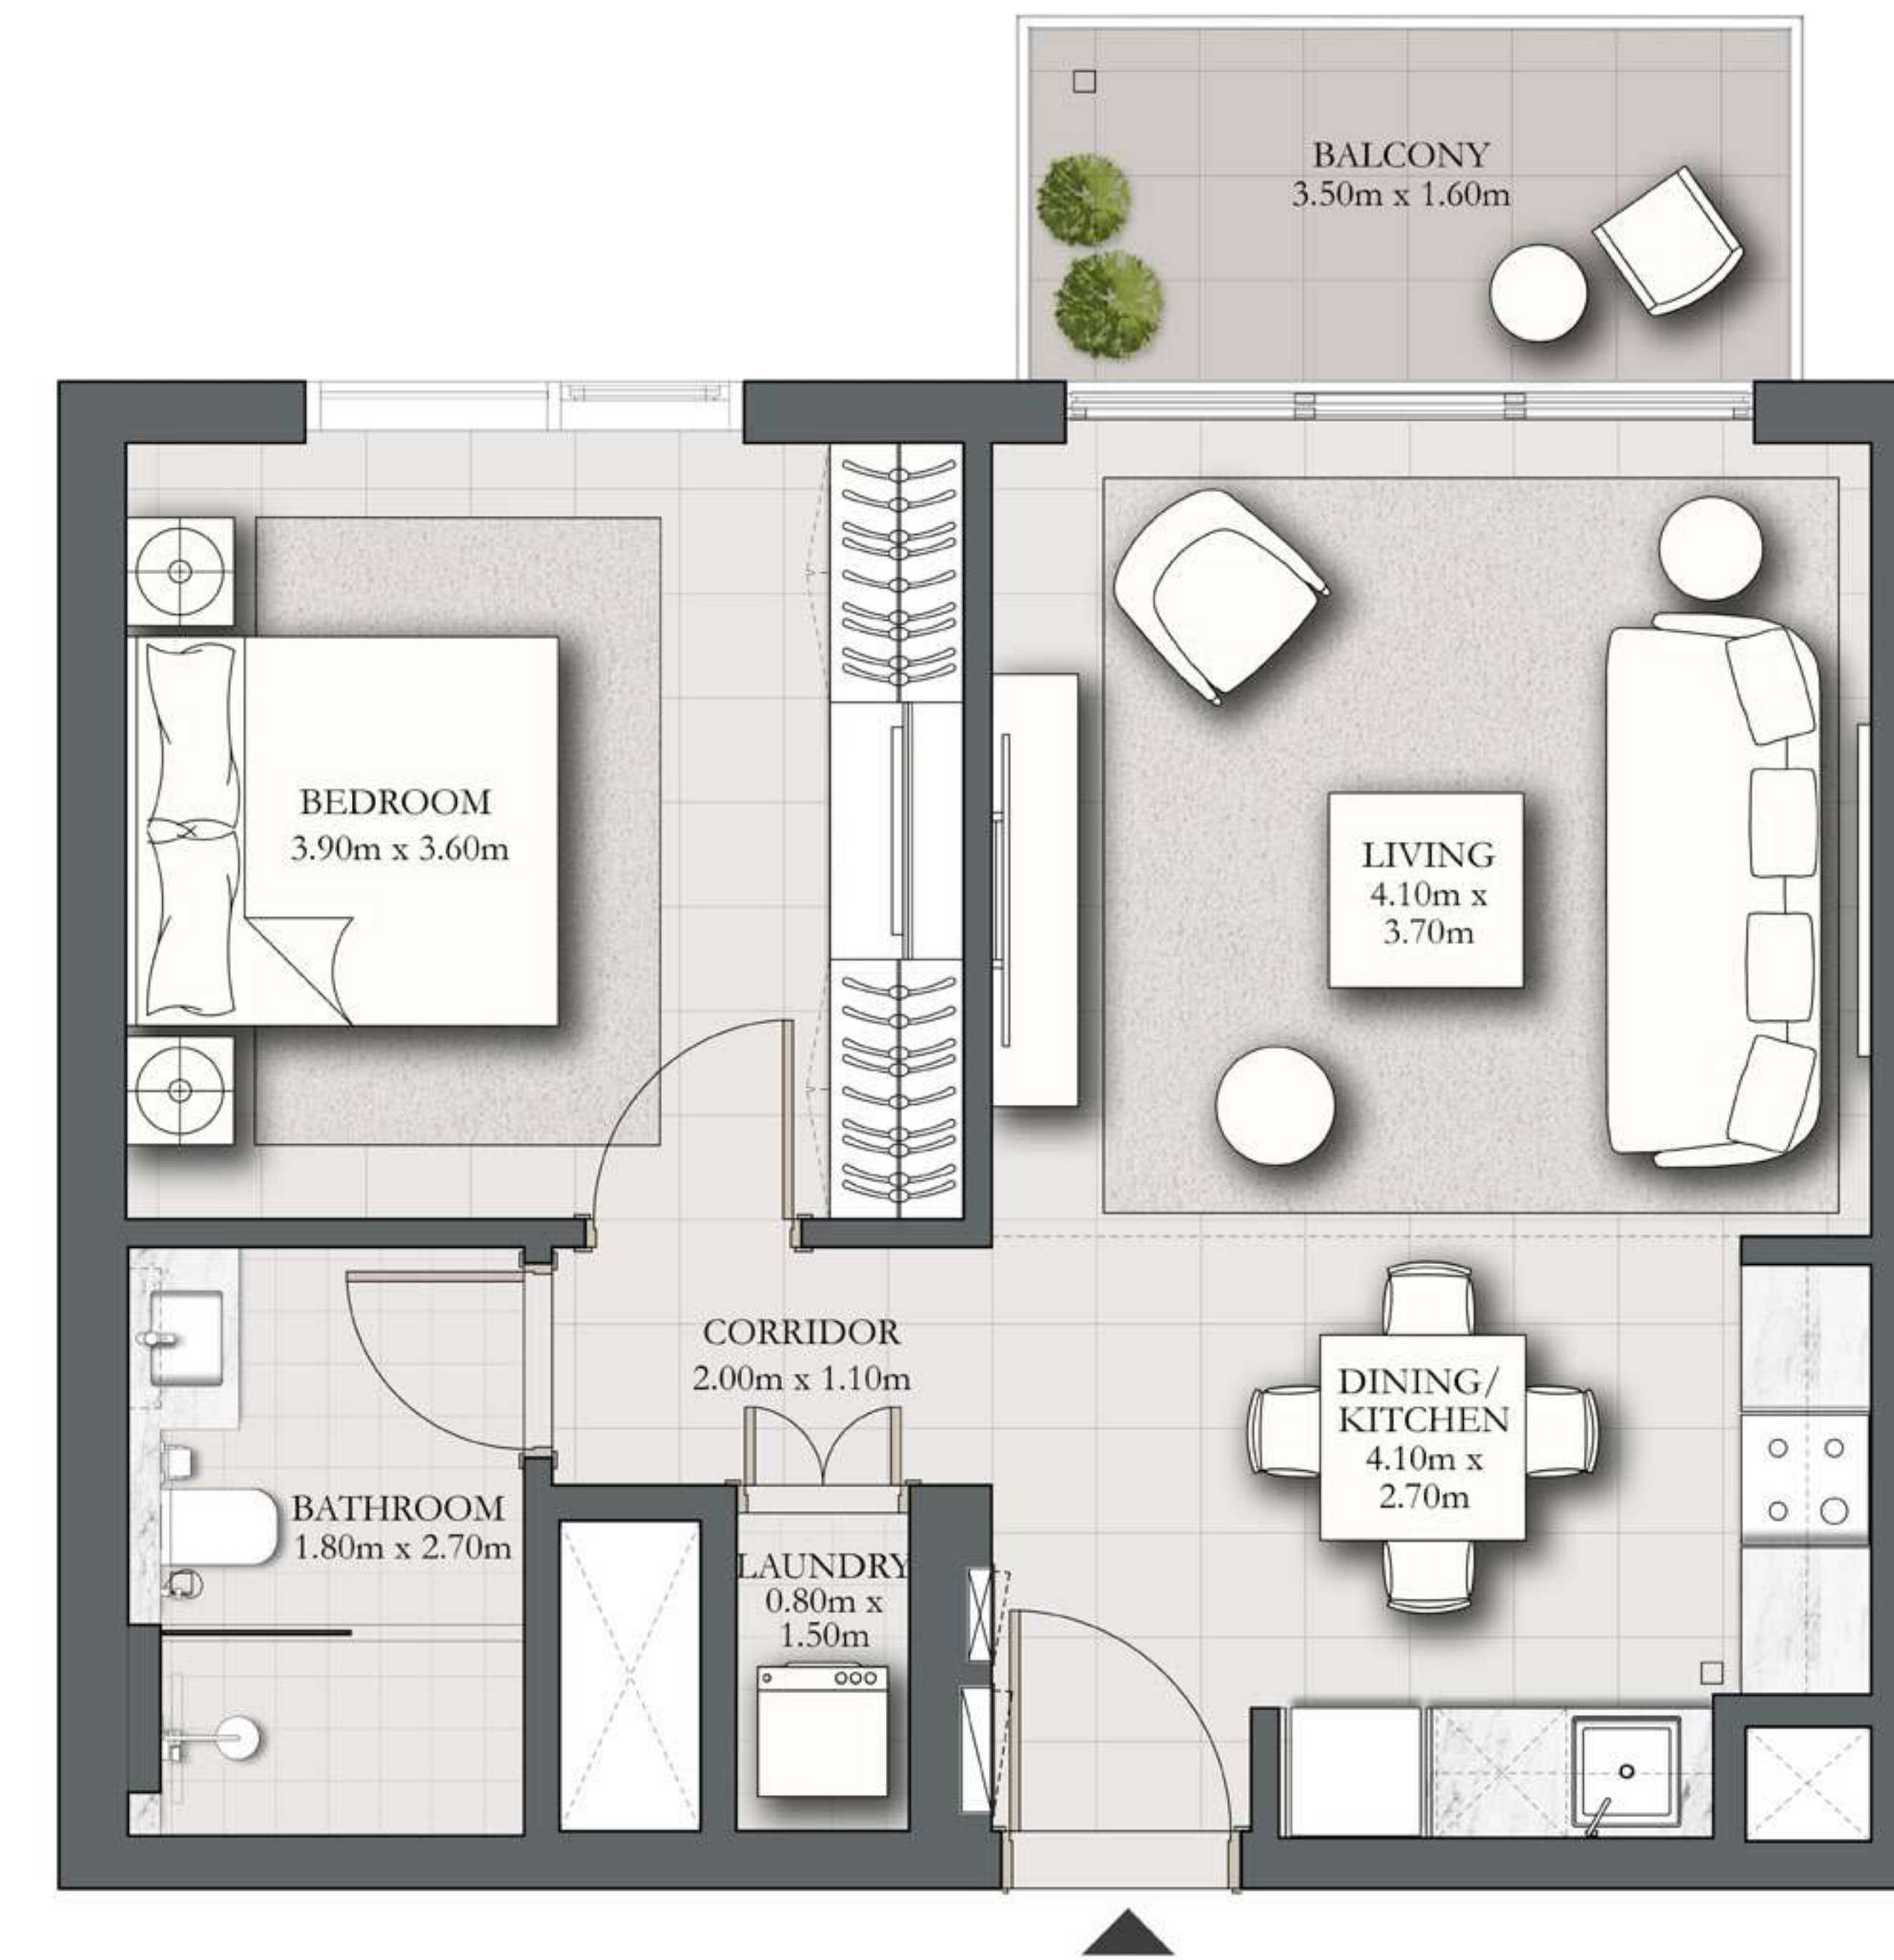 BALCONY
3.50m x 1.60m
BEDROOM
3.90m x 3.60m
LIVING
4.10m x
3.70m
CORRIDOR
2.00m x 1.10m
DINING/
KITCHEN
4.10m x
2.70m
BATHROOM
1.80m x 2.70m
LAUNDRY
0.80m x
1.50m